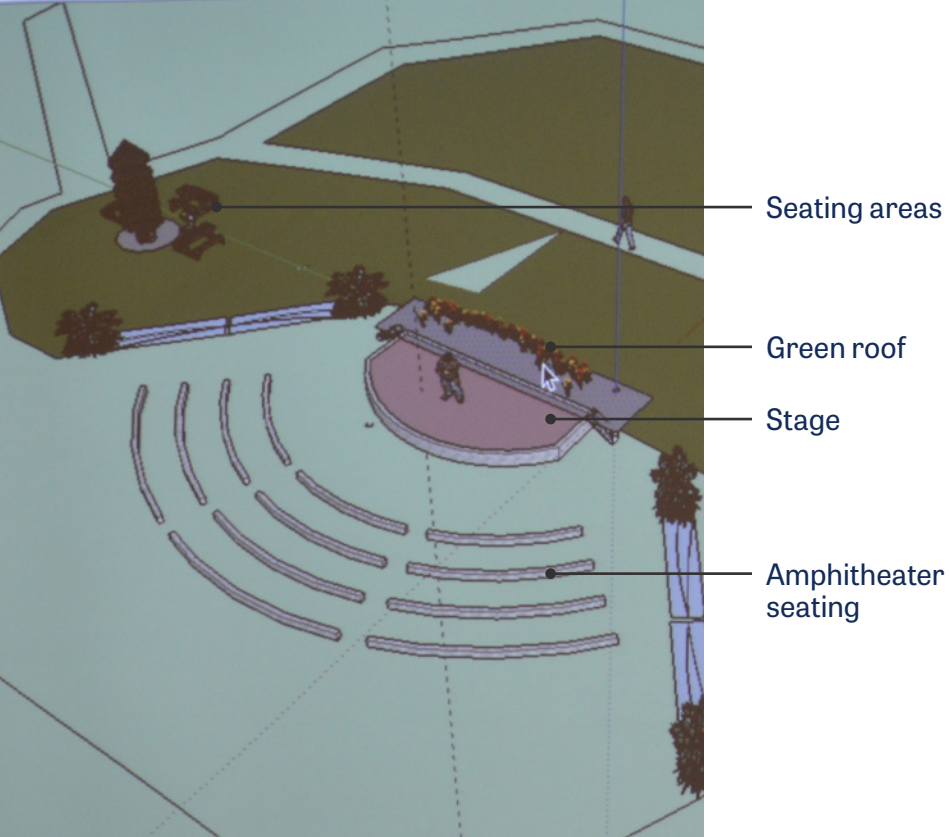 Seating areas
Green roof
Stage
Amphitheater
seating